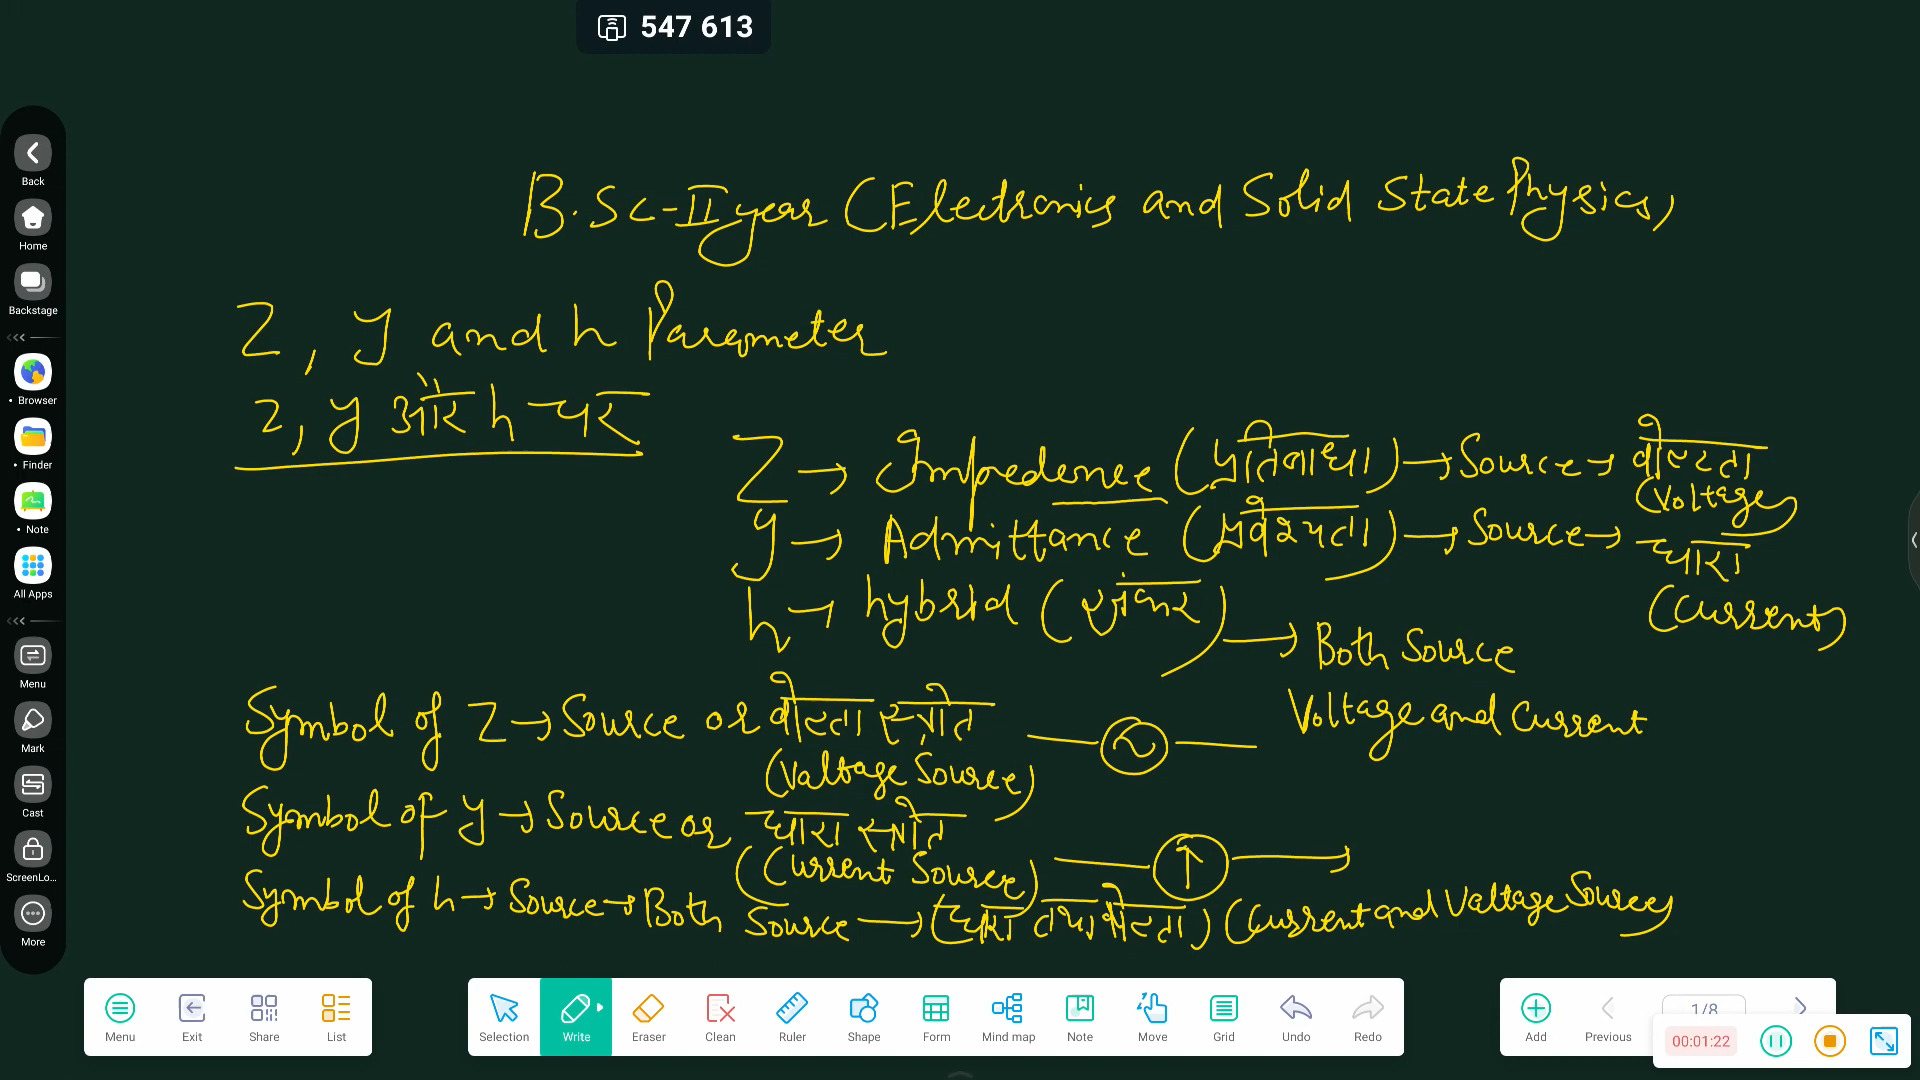 547 613
B.Sc-II year (Electronics and Solid State Physics)
Z, y and h Parameter
z, y और h-पर
Z → Impedence (प्रतिबाधा) → Source → वोल्टता
(Voltage)
y → Admittance (प्रवेश्यता) → Source → धारा
(Current)
h → hybrid (संकर) → Both Source
Voltage and Current
Symbol of Z → Source or वोल्टता स्त्रोत
(Valtage Source)
Symbol of y → Source or धारा स्त्रोत
(Current Source)
Symbol of h → Source → Both Source → (धारा तथा वोल्टता) (Current and Valtage Source)
Back
Home
Backstage
Browser
Finder
Note
All Apps
Menu
Mark
Cast
ScreenLo...
More
Menu Exit Share List
Selection Write Eraser Clean Ruler Shape Form Mind map Note Move Grid Undo Redo
Add Previous 1/8
00:01:22